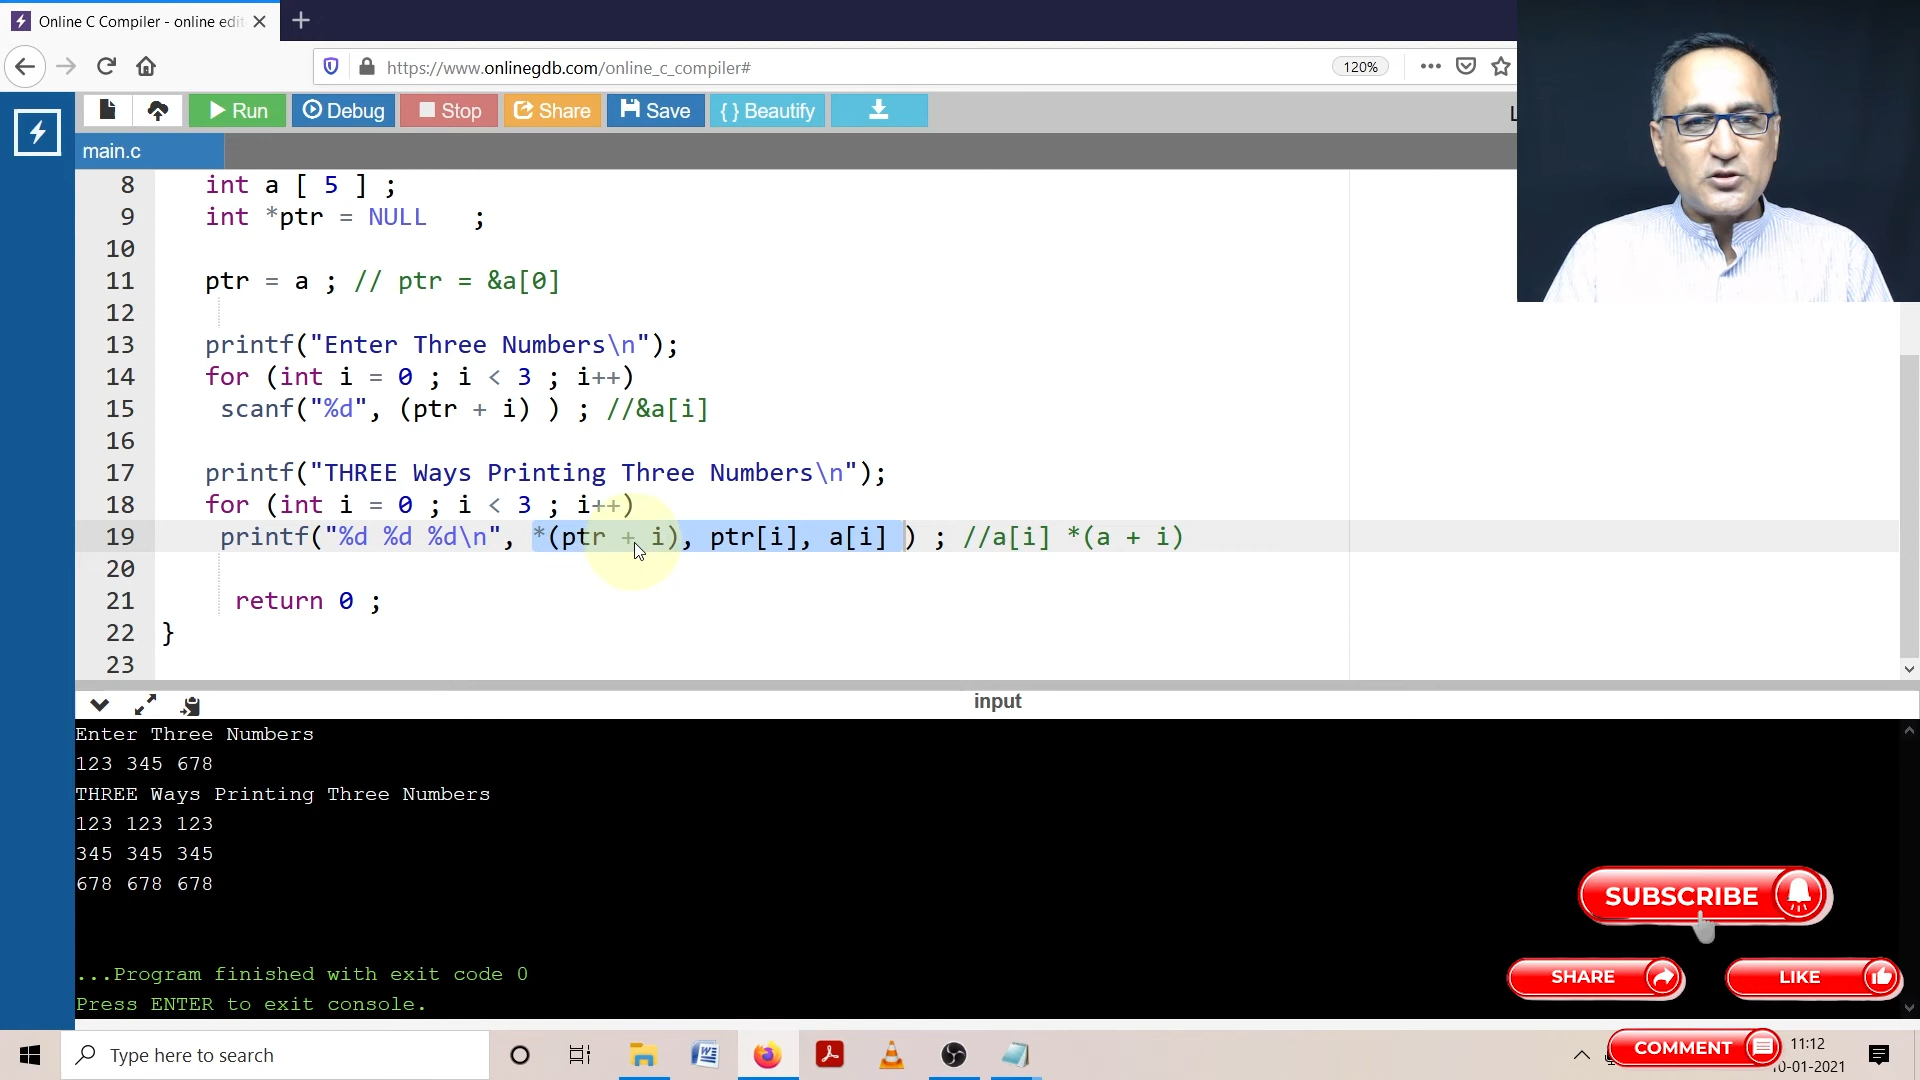 Online C Compiler - online edit
https://www.onlinegdb.com/online_c_compiler#
120%
Run
Debug
Stop
Share
Save
{ } Beautify
main.c
8 int a [ 5 ] ;
9 int *ptr = NULL ;
10
11 ptr = a ; // ptr = &a[0]
12
13 printf("Enter Three Numbers\n");
14 for (int i = 0 ; i < 3 ; i++)
15 scanf("%d", (ptr + i) ) ; //&a[i]
16
17 printf("THREE Ways Printing Three Numbers\n");
18 for (int i = 0 ; i < 3 ; i++)
19 printf("%d %d %d\n", *(ptr + i), ptr[i], a[i] ) ; //a[i] *(a + i)
20
21 return 0 ;
22 }
23
input
Enter Three Numbers
123 345 678
THREE Ways Printing Three Numbers
123 123 123
345 345 345
678 678 678
...Program finished with exit code 0
Press ENTER to exit console.
SUBSCRIBE
SHARE
LIKE
COMMENT
Type here to search
11:12
0-01-2021